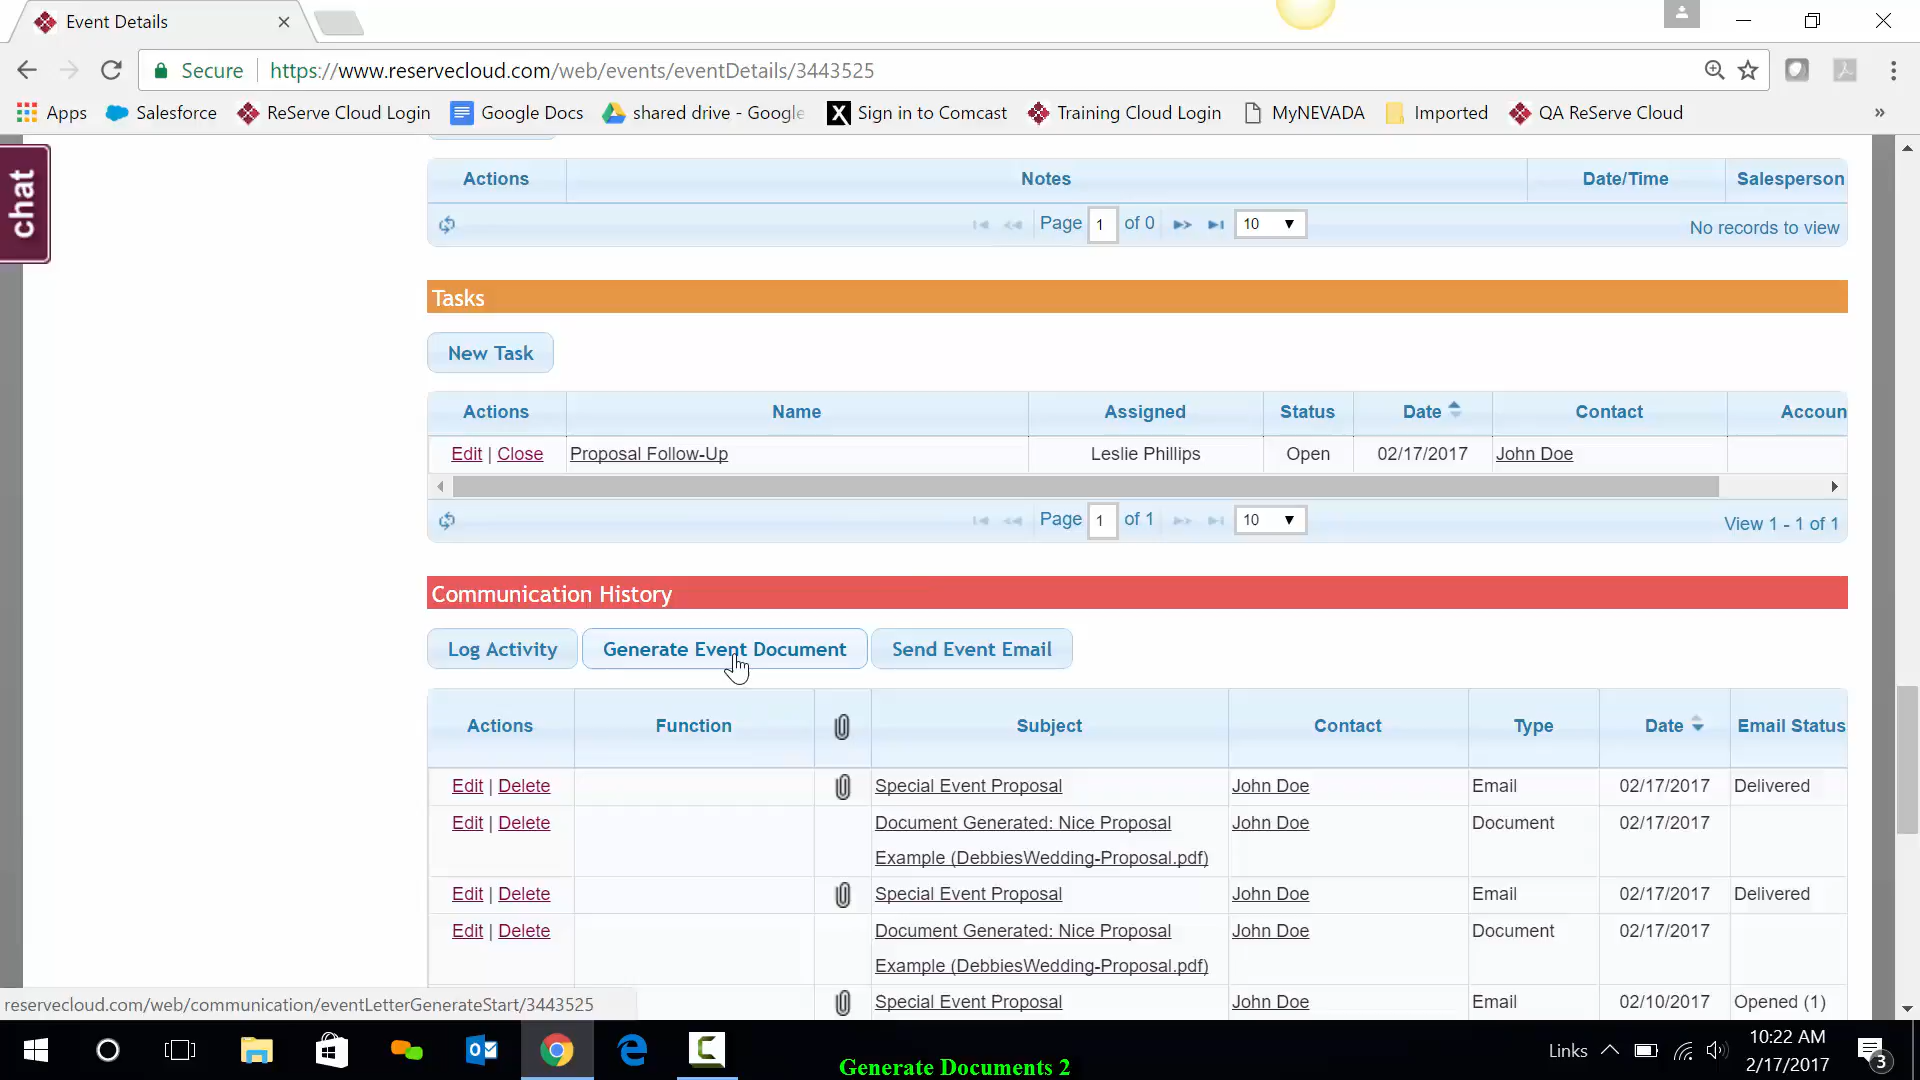 Event Details
Secure https://www.reservecloud.com/web/events/eventDetails/3443525
Apps Salesforce ReServe Cloud Login Google Docs shared drive - Google Sign in to Comcast Training Cloud Login MyNEVADA Imported QA ReServe Cloud »
chat
Actions Notes Date/Time Salesperson
Page 1 of 0 10 No records to view
Tasks
New Task
Actions Name Assigned Status Date Contact Accoun
Edit | Close Proposal Follow-Up Leslie Phillips Open 02/17/2017 John Doe
Page 1 of 1 10 View 1 - 1 of 1
Communication History
Log Activity Generate Event Document Send Event Email
Actions Function Subject Contact Type Date Email Status
Edit | Delete Special Event Proposal John Doe Email 02/17/2017 Delivered
Edit | Delete Document Generated: Nice Proposal John Doe Document 02/17/2017
Example (DebbiesWedding-Proposal.pdf)
Edit | Delete Special Event Proposal John Doe Email 02/17/2017 Delivered
Edit | Delete Document Generated: Nice Proposal John Doe Document 02/17/2017
Example (DebbiesWedding-Proposal.pdf)
Special Event Proposal John Doe Email 02/10/2017 Opened (1)
reservecloud.com/web/communication/eventLetterGenerateStart/3443525
Links 10:22 AM
2/17/2017 3
Generate Documents 2